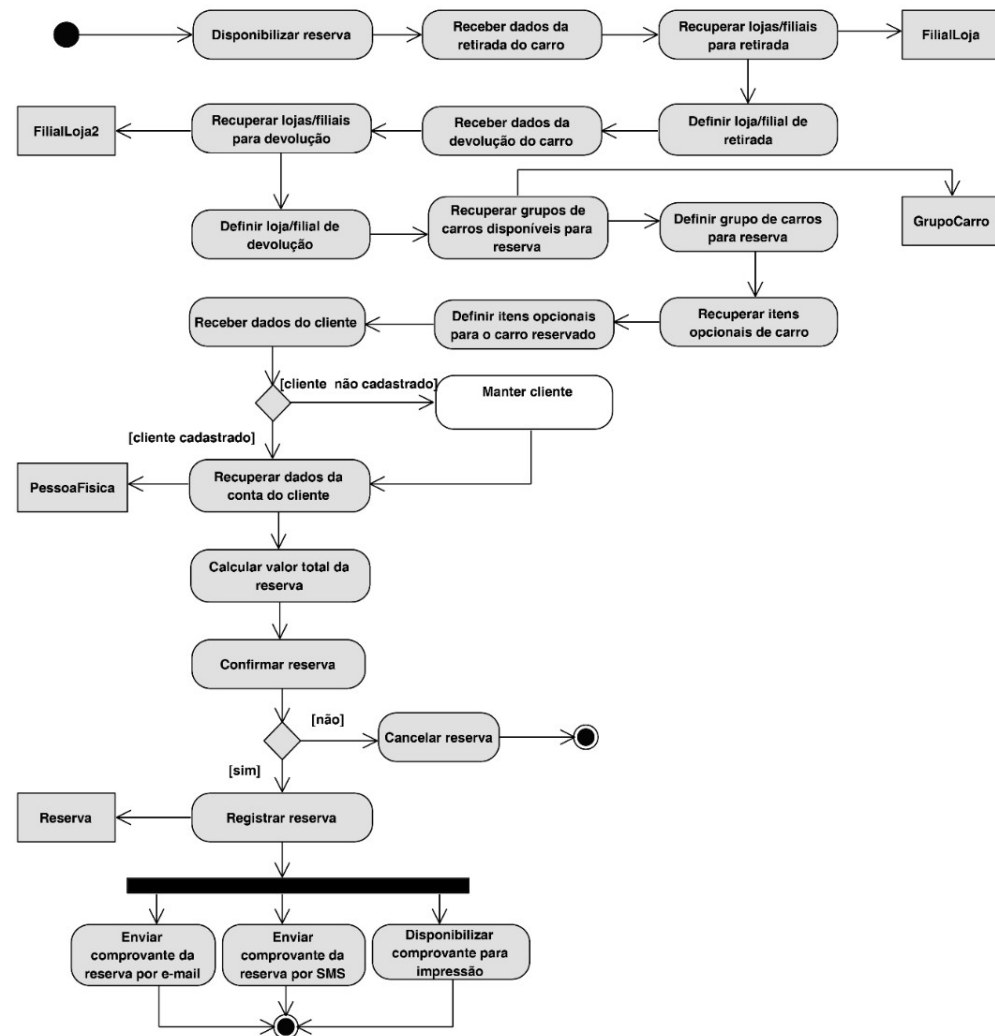 Disponibilizar reserva
Receber dados da
retirada do carro
Recuperar lojas/filiais
para retirada
FilialLoja
FilialLoja2
Recuperar lojas/filiais
para devolução
Receber dados da
devolução do carro
Definir loja/filial de
retirada
Definir loja/filial de
devolução
Recuperar grupos de
carros disponíveis para
reserva
Definir grupo de carros
para reserva
GrupoCarro
Receber dados do cliente
Definir itens opcionais
para o carro reservado
Recuperar itens
opcionais de carro
[cliente não cadastrado]
Manter cliente
[cliente cadastrado]
PessoaFisica
Recuperar dados da
conta do cliente
Calcular valor total da
reserva
Confirmar reserva
[não]
Cancelar reserva
[sim]
Reserva
Registrar reserva
Enviar
comprovante da
reserva por e-mail
Enviar
comprovante da
reserva por SMS
Disponibilizar
comprovante para
impressão